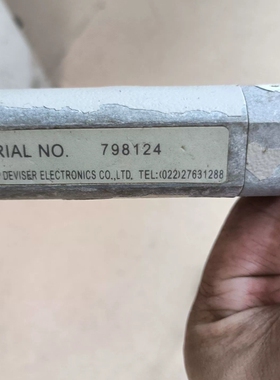 RIAL NO. 798124
DEVISER ELECTRONICS CO.,LTD, TEL:(022)27631288